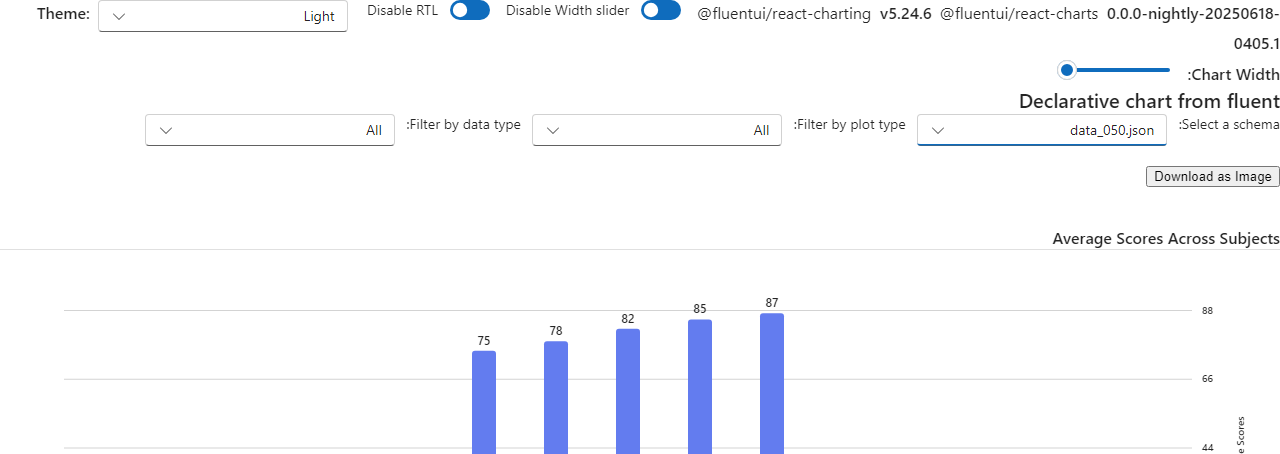 Theme: Light Disable RTL Disable Width slider @fluentui/react-charting v5.24.6 @fluentui/react-charts 0.0.0-nightly-20250618-
0405.1
:Chart Width
Declarative chart from fluent
:Select a schema data_050.json :Filter by plot type All :Filter by data type All
Download as Image
Average Scores Across Subjects
75 78 82 85 87
88
66
44
Scores